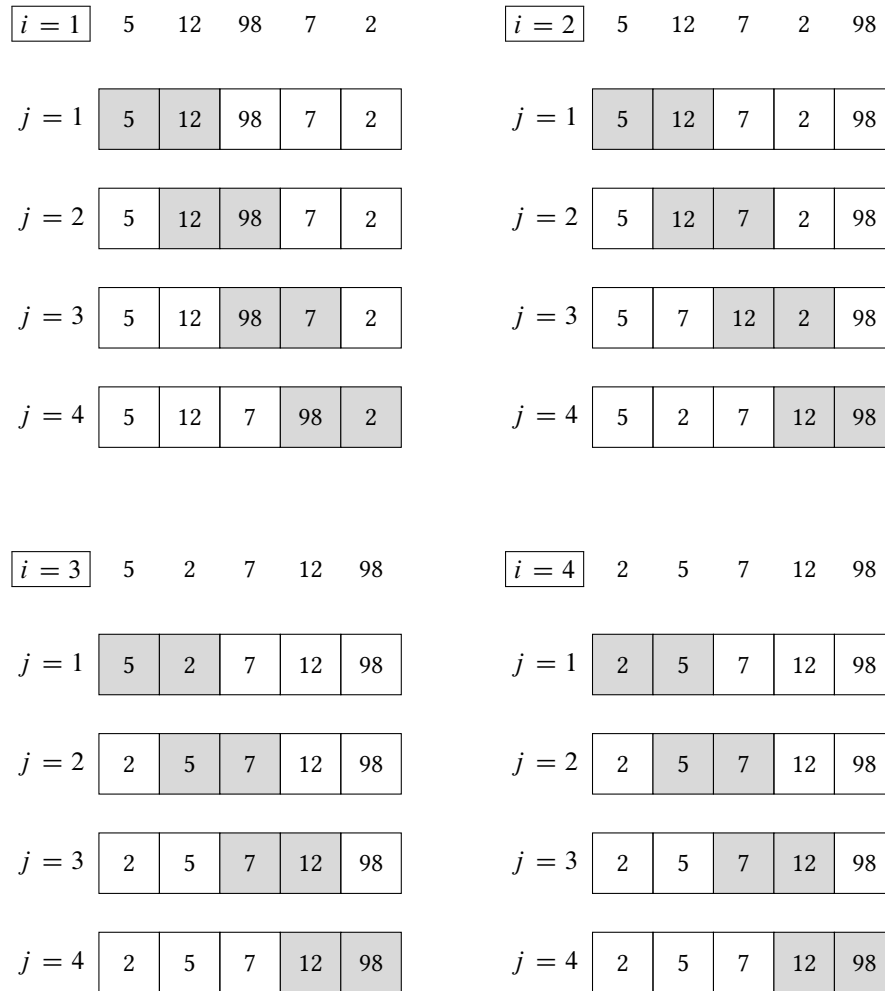 i = 1 5 12 98 7 2
j = 1 5 12 98 7 2
j = 2 5 12 98 7 2
j = 3 5 12 98 7 2
j = 4 5 12 7 98 2
i = 2 5 12 7 2 98
j = 1 5 12 7 2 98
j = 2 5 12 7 2 98
j = 3 5 7 12 2 98
j = 4 5 2 7 12 98
i = 3 5 2 7 12 98
j = 1 5 2 7 12 98
j = 2 2 5 7 12 98
j = 3 2 5 7 12 98
j = 4 2 5 7 12 98
i = 4 2 5 7 12 98
j = 1 2 5 7 12 98
j = 2 2 5 7 12 98
j = 3 2 5 7 12 98
j = 4 2 5 7 12 98